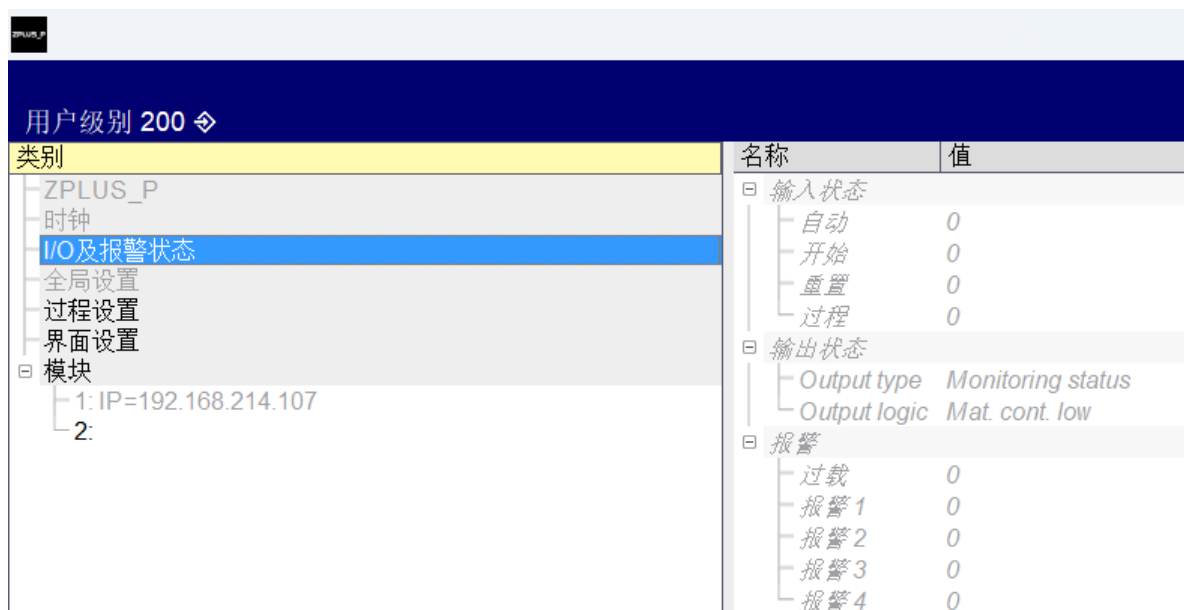 ZPLUS_P
用户级别 200
类别
ZPLUS_P
时钟
I/O及报警状态
全局设置
过程设置
界面设置
模块
1: IP=192.168.214.107
2:
名称 值
输入状态
自动 0
开始 0
重置 0
过程 0
输出状态
Output type Monitoring status
Output logic Mat. cont. low
报警
过载 0
报警 1 0
报警 2 0
报警 3 0
报警 4 0